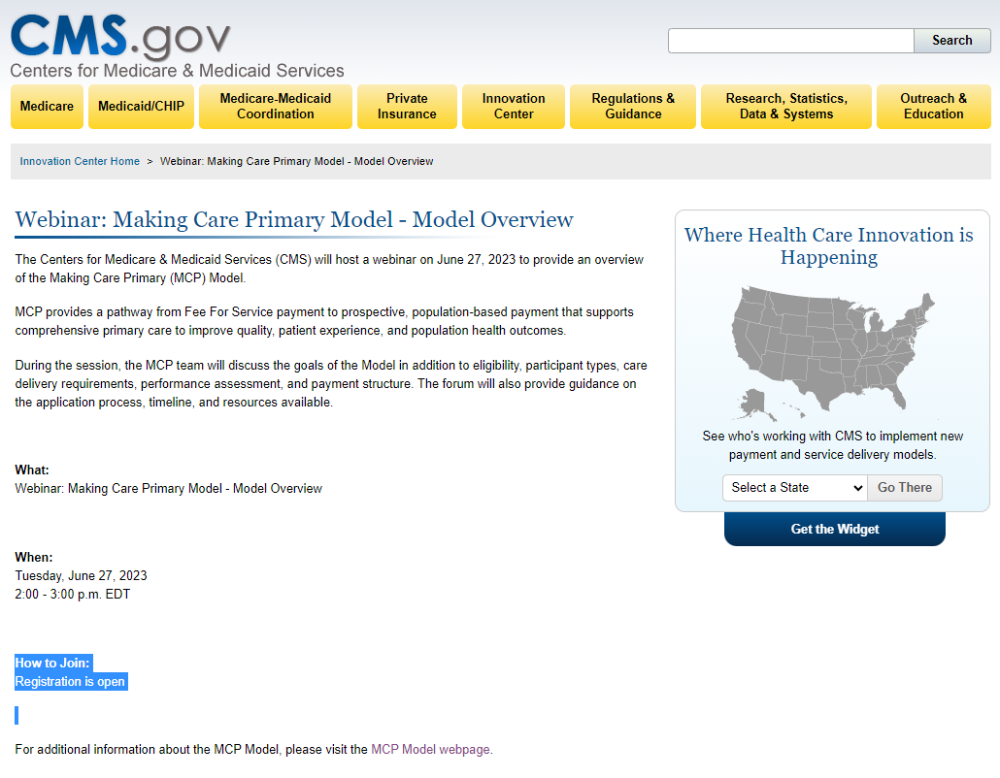 CMS.gov
Centers for Medicare & Medicaid Services
Search
Medicare
Medicaid/CHIP
Medicare-Medicaid
Coordination
Private
Insurance
Innovation
Center
Regulations &
Guidance
Research, Statistics,
Data & Systems
Outreach &
Education
Innovation Center Home > Webinar: Making Care Primary Model - Model Overview
Webinar: Making Care Primary Model - Model Overview
The Centers for Medicare & Medicaid Services (CMS) will host a webinar on June 27, 2023 to provide an overview
of the Making Care Primary (MCP) Model.
MCP provides a pathway from Fee For Service payment to prospective, population-based payment that supports
comprehensive primary care to improve quality, patient experience, and population health outcomes.
During the session, the MCP team will discuss the goals of the Model in addition to eligibility, participant types, care
delivery requirements, performance assessment, and payment structure. The forum will also provide guidance on
the application process, timeline, and resources available.
What:
Webinar: Making Care Primary Model - Model Overview
When:
Tuesday, June 27, 2023
2:00 - 3:00 p.m. EDT
How to Join:
Registration is open
For additional information about the MCP Model, please visit the MCP Model webpage.
Where Health Care Innovation is
Happening
See who's working with CMS to implement new
payment and service delivery models.
Select a State
Go There
Get the Widget